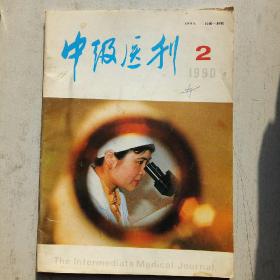 中级医刊
2
1990
The Intermediate Medical Journal